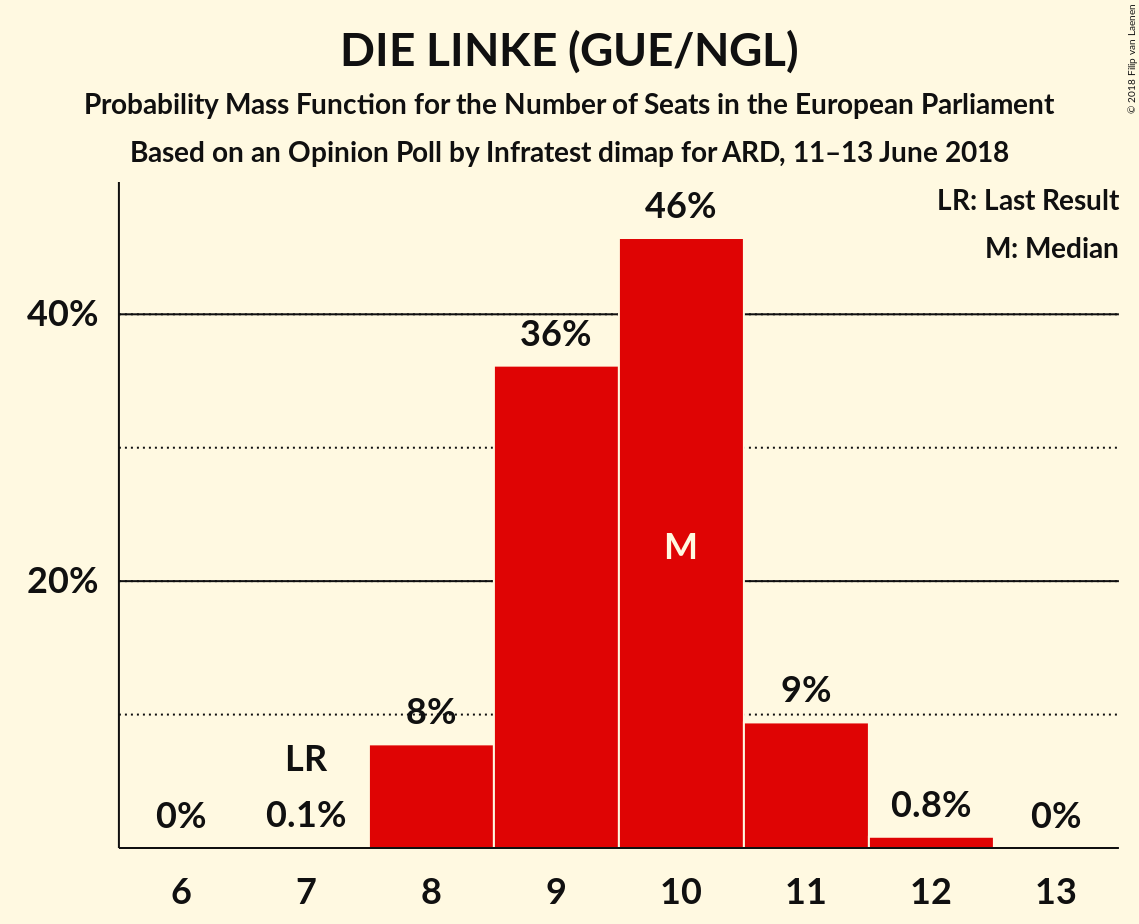 DIE LINKE (GUE/NGL)
Probability Mass Function for the Number of Seats in the European Parliament
Based on an Opinion Poll by Infratest dimap for ARD, 11–13 June 2018
© 2018 Filip van Laenen
LR: Last Result
M: Median
46%
40%
36%
M
20%
9%
8%
LR
0%
0.1%
0.8%
0%
6 7 8 9 10 11 12 13